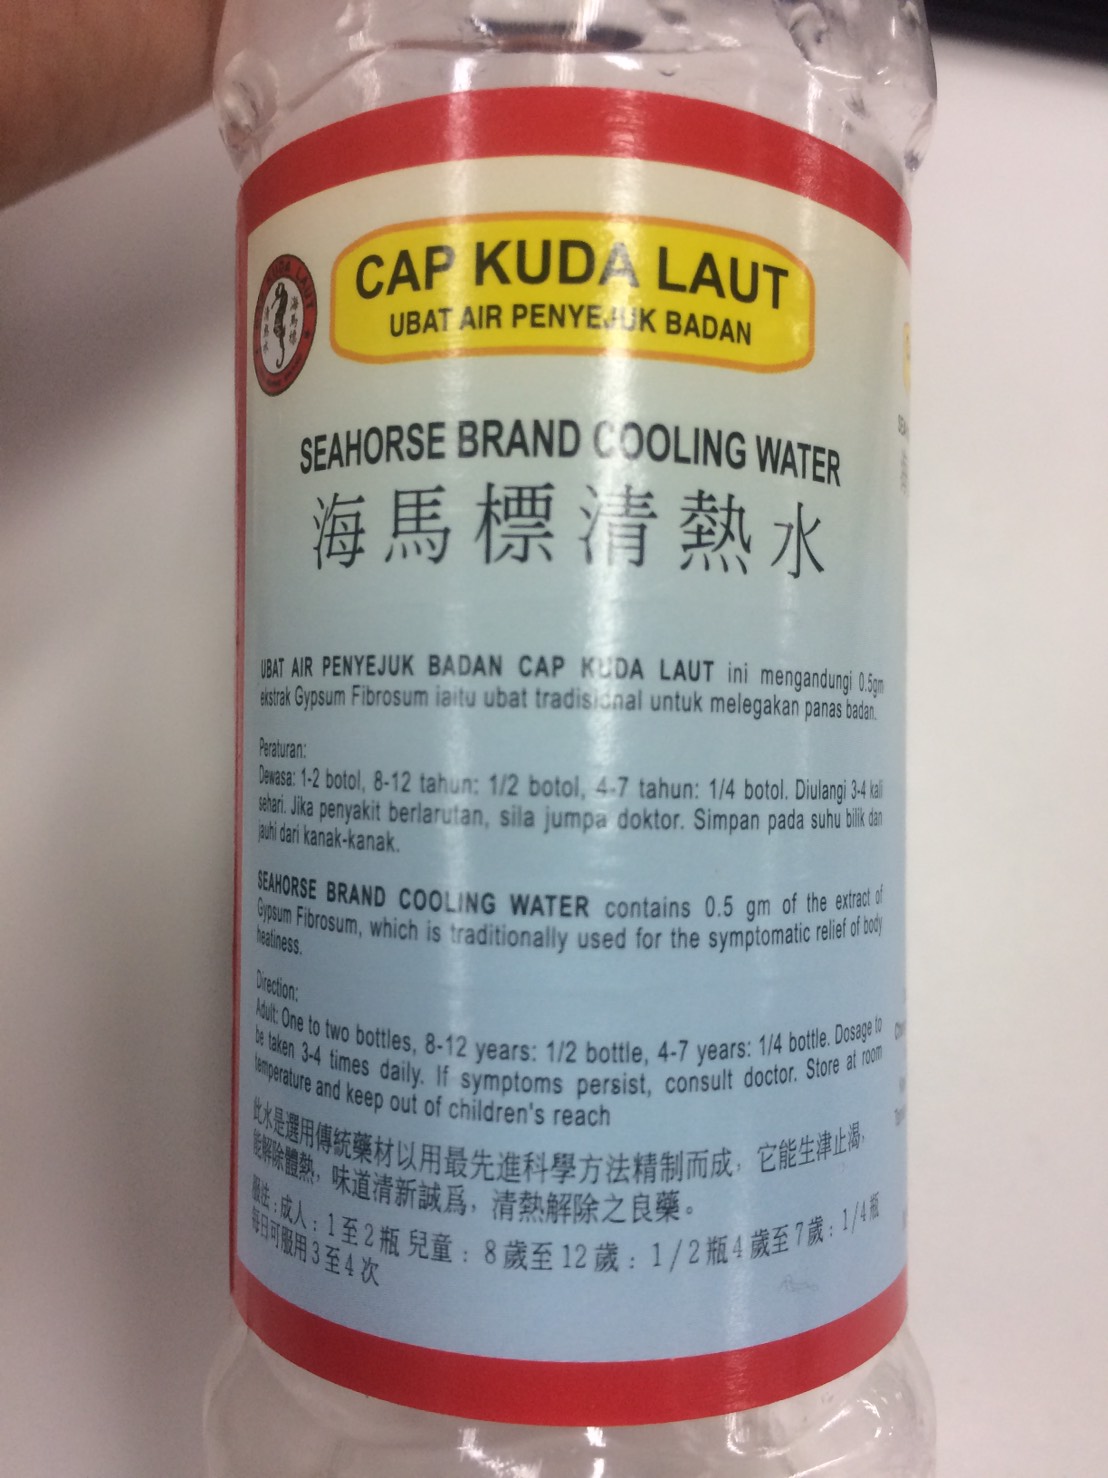 CAP KUDA LAUT
UBAT AIR PENYEJUK BADAN
KUDA LAUT
海馬標
SEAHORSE BRAND COOLING WATER
海馬標清熱水
UBAT AIR PENYEJUK BADAN CAP KUDA LAUT ini mengandungi 0.5gm
ekstrak Gypsum Fibrosum iaitu ubat tradisional untuk melegakan panas badan.
Peraturan:
Dewasa: 1-2 botol, 8-12 tahun: 1/2 botol, 4-7 tahun: 1/4 botol. Diulangi 3-4 kali
sehari. Jika penyakit berlarutan, sila jumpa doktor. Simpan pada suhu bilik dan
jauhi dari kanak-kanak.
SEAHORSE BRAND COOLING WATER contains 0.5 gm of the extract of
Gypsum Fibrosum, which is traditionally used for the symptomatic relief of body
heatiness.
Direction:
Adult: One to two bottles, 8-12 years: 1/2 bottle, 4-7 years: 1/4 bottle. Dosage to
be taken 3-4 times daily. If symptoms persist, consult doctor. Store at room
temperature and keep out of children's reach
此水是選用傳統藥材以用最先進科學方法精制而成，它能生津止渴，
能解除體熱，味道清新誠爲，清熱解除之良藥。
服法：成人：1至2瓶 兒童：8歲至12歲：1/2瓶4歲至7歲：1/4瓶
每日可服用3至4次